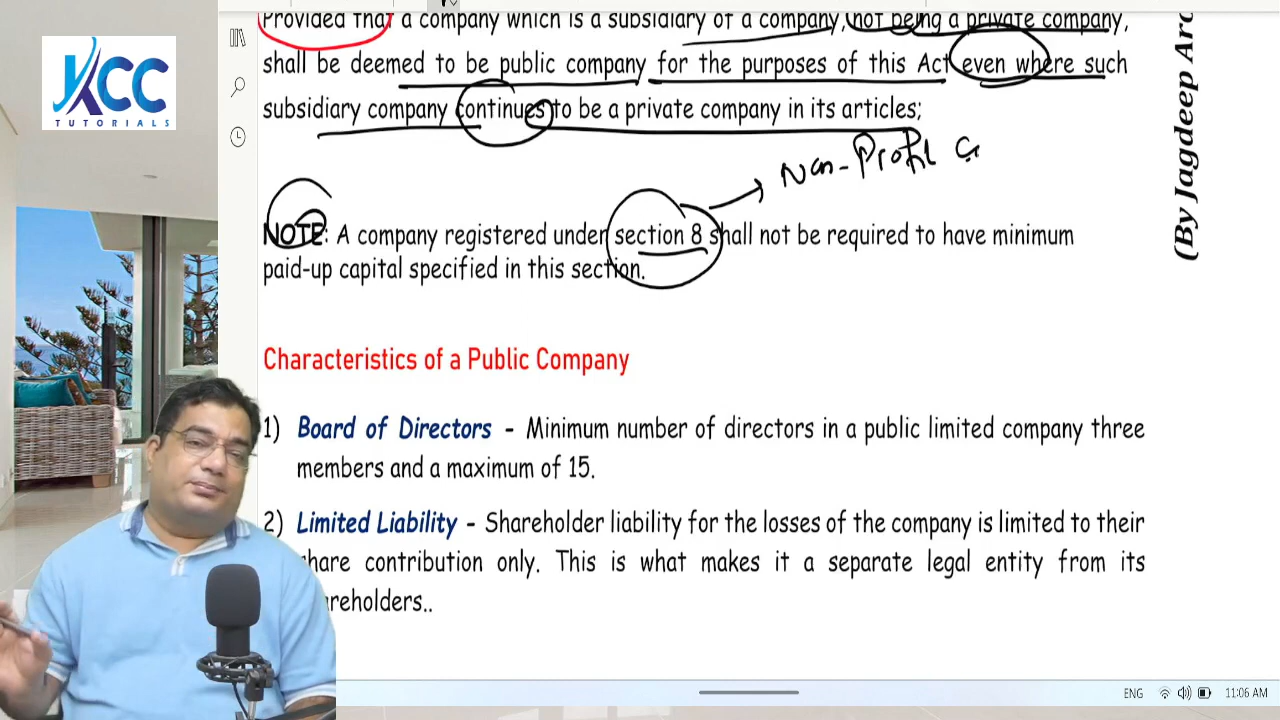 Provided that a company which is a subsidiary of a company, not being a private company,
shall be deemed to be public company for the purposes of this Act even where such
subsidiary company continues to be a private company in its articles;
Non-Profit
NOTE: A company registered under section 8 shall not be required to have minimum
paid-up capital specified in this section.
Characteristics of a Public Company
1) Board of Directors - Minimum number of directors in a public limited company three
members and a maximum of 15.
2) Limited Liability - Shareholder liability for the losses of the company is limited to their
share contribution only. This is what makes it a separate legal entity from its
shareholders..
KCC
TUTORIALS
(By Jagdeep
ENG 11:06 AM